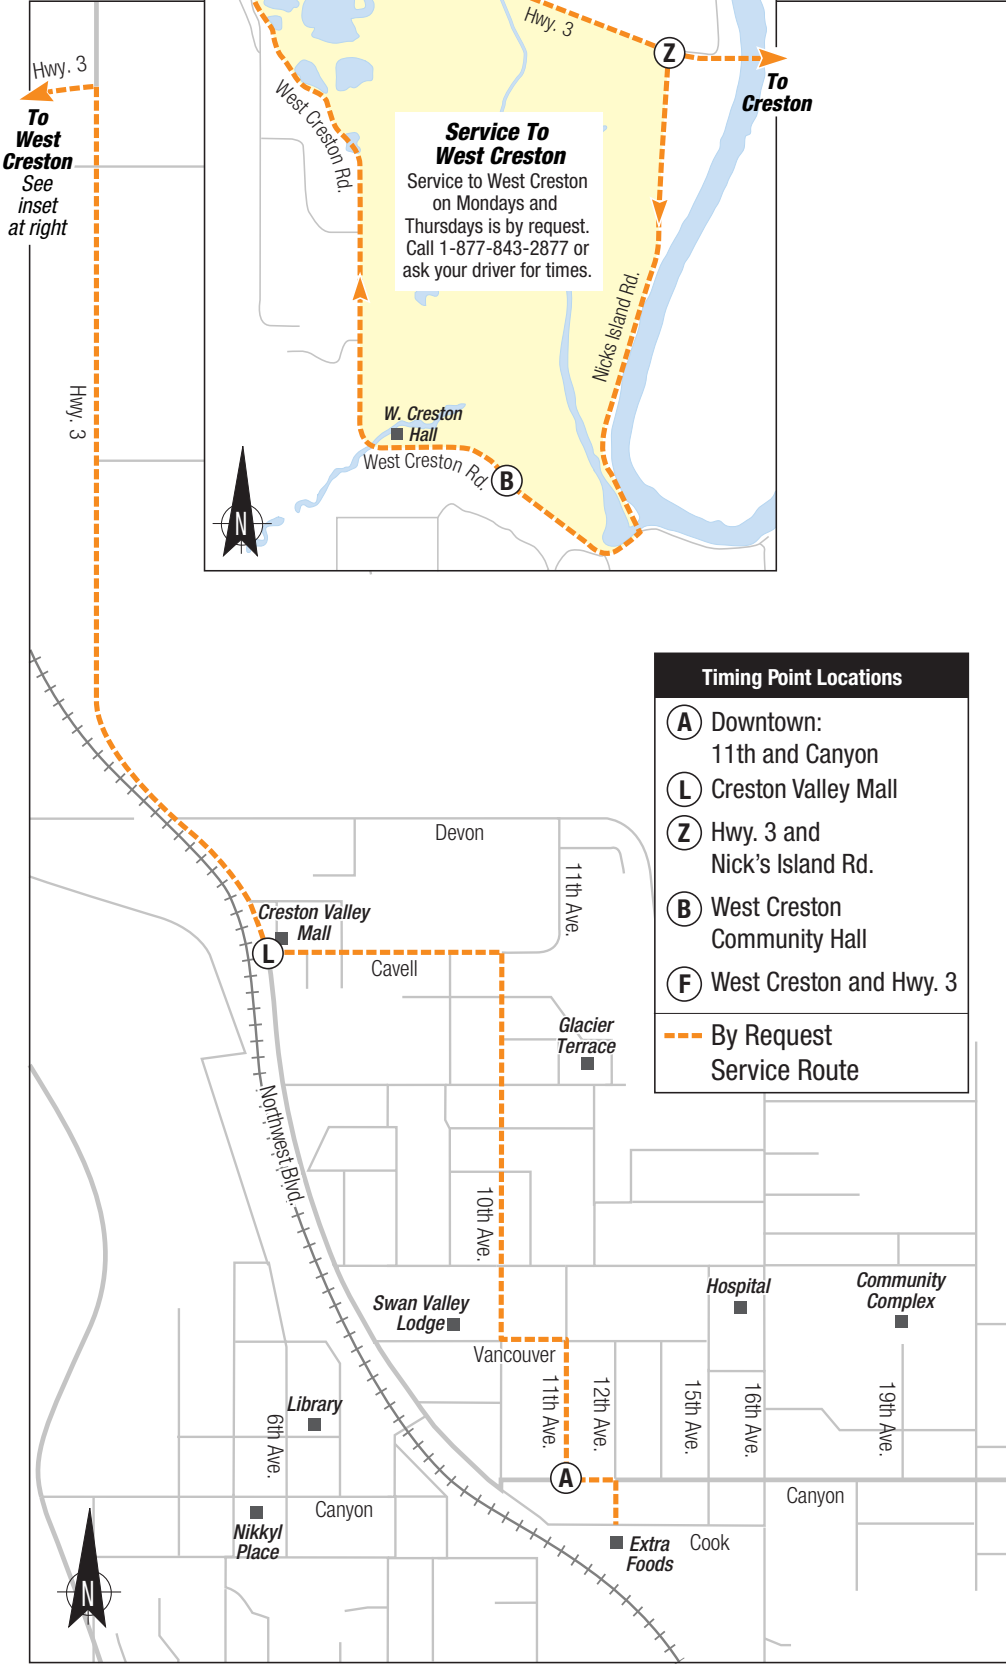 Hwy. 3
Z
To
Creston
Hwy. 3
To
West
Creston
See
inset
at right
West Creston Rd.
Service To
West Creston
Service to West Creston
on Mondays and
Thursdays is by request.
Call 1-877-843-2877 or
ask your driver for times.
Nicks Island Rd.
Hwy. 3
W. Creston
Hall
West Creston Rd.
B
N
Timing Point Locations
A Downtown:
11th and Canyon
L Creston Valley Mall
Z Hwy. 3 and
Nick's Island Rd.
B West Creston
Community Hall
F West Creston and Hwy. 3
By Request
Service Route
Devon
11th Ave.
Creston Valley
Mall
L
Cavell
Glacier
Terrace
Northwest Blvd.
10th Ave.
Swan Valley
Lodge
Hospital
Community
Complex
Vancouver
11th Ave.
12th Ave.
15th Ave.
16th Ave.
19th Ave.
Library
6th Ave.
A
Canyon
Canyon
Nikkyl
Place
Extra
Foods
Cook
N